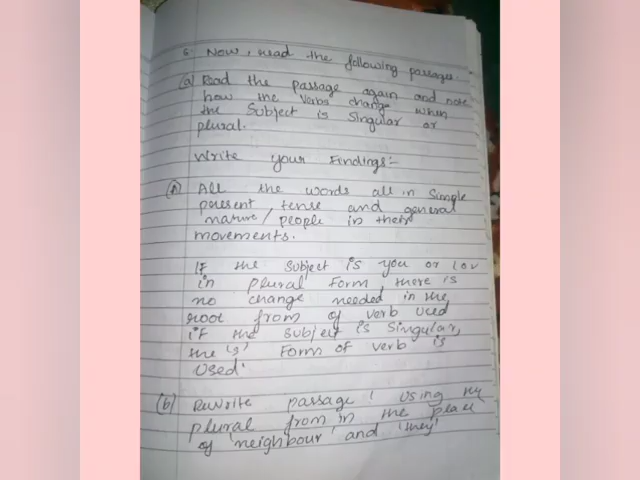 6. Now, read the following passages.
(a) Read the passage again and note
how the verbs change when
the Subject is Singular or
plural.
Write your Findings:-
(A) All the words all in Simple
present tense and general
nature/people in their
movements.
If the Subject is you or
in plural Form, there is
no change needed in the
root from of verb used
if the Subject is Singular,
the 's' Form of verb is
used.
(b) Rewrite passage 1 using the
plural from in the place
of 'neighbour' and 'they'